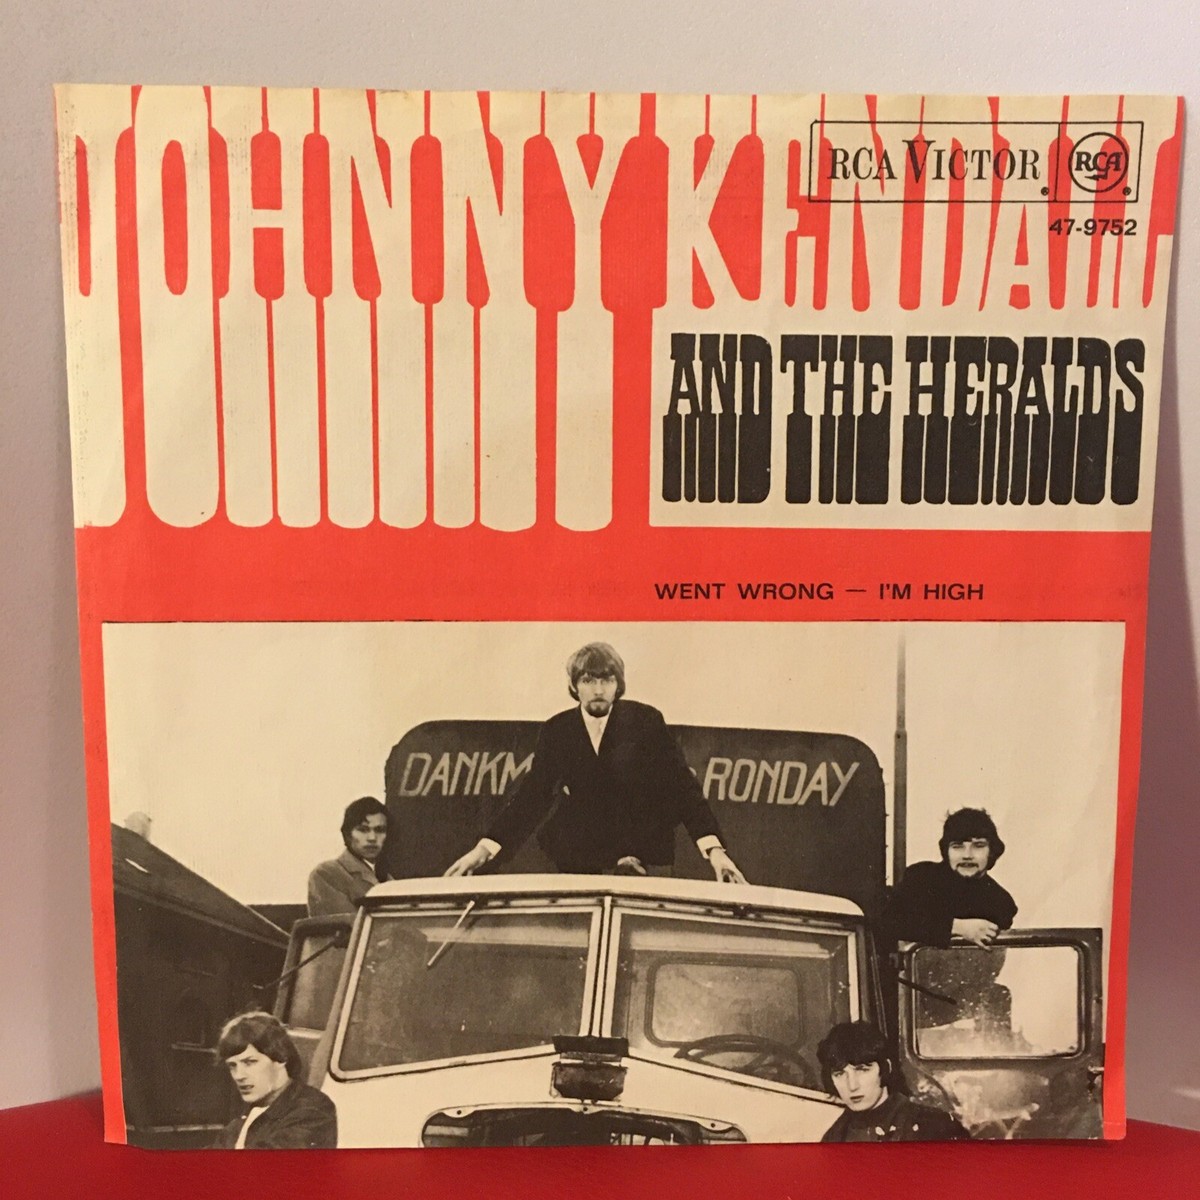 JOHNNY KENDALL
RCA VICTOR RCA
47-9752
AND THE HERALDS
WENT WRONG — I'M HIGH
DANKM RONDAY